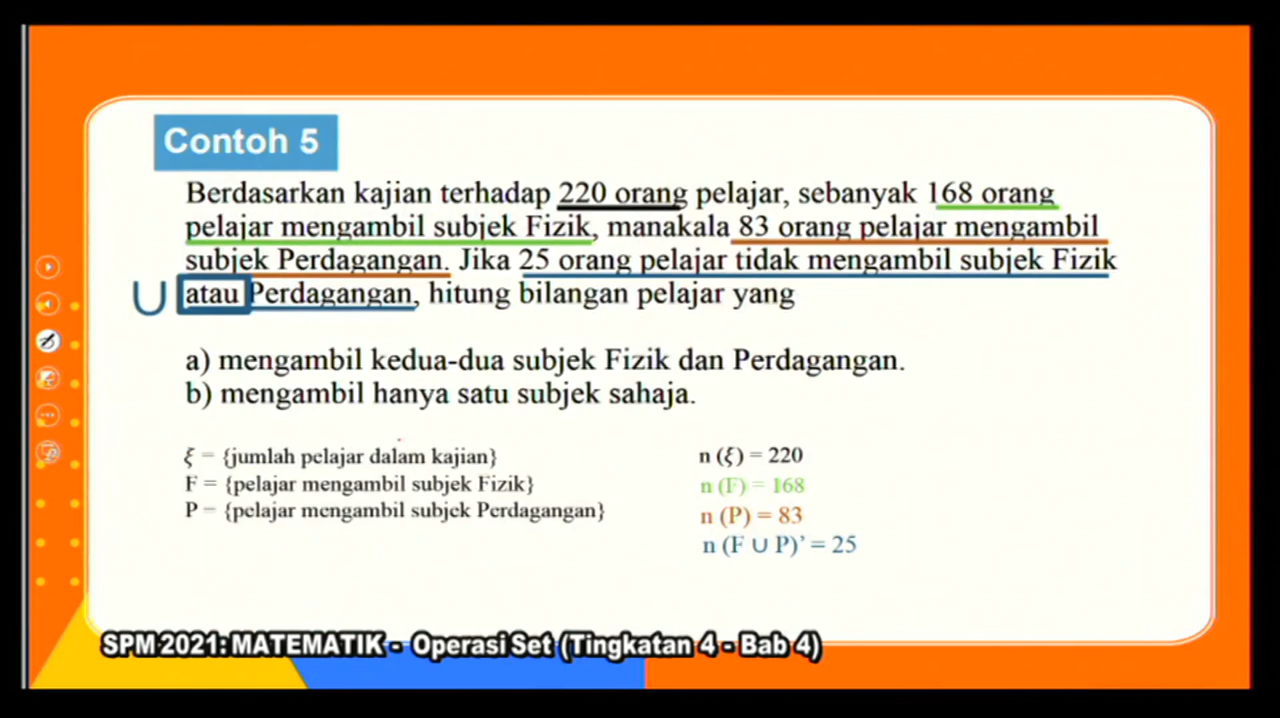 Contoh 5
Berdasarkan kajian terhadap 220 orang pelajar, sebanyak 168 orang
pelajar mengambil subjek Fizik, manakala 83 orang pelajar mengambil
subjek Perdagangan. Jika 25 orang pelajar tidak mengambil subjek Fizik
∪ atau Perdagangan, hitung bilangan pelajar yang
a) mengambil kedua-dua subjek Fizik dan Perdagangan.
b) mengambil hanya satu subjek sahaja.
ξ = {jumlah pelajar dalam kajian}
F = {pelajar mengambil subjek Fizik}
P = {pelajar mengambil subjek Perdagangan}
n (ξ) = 220
n (F) = 168
n (P) = 83
n (F ∪ P)’ = 25
SPM 2021: MATEMATIK - Operasi Set (Tingkatan 4 - Bab 4)